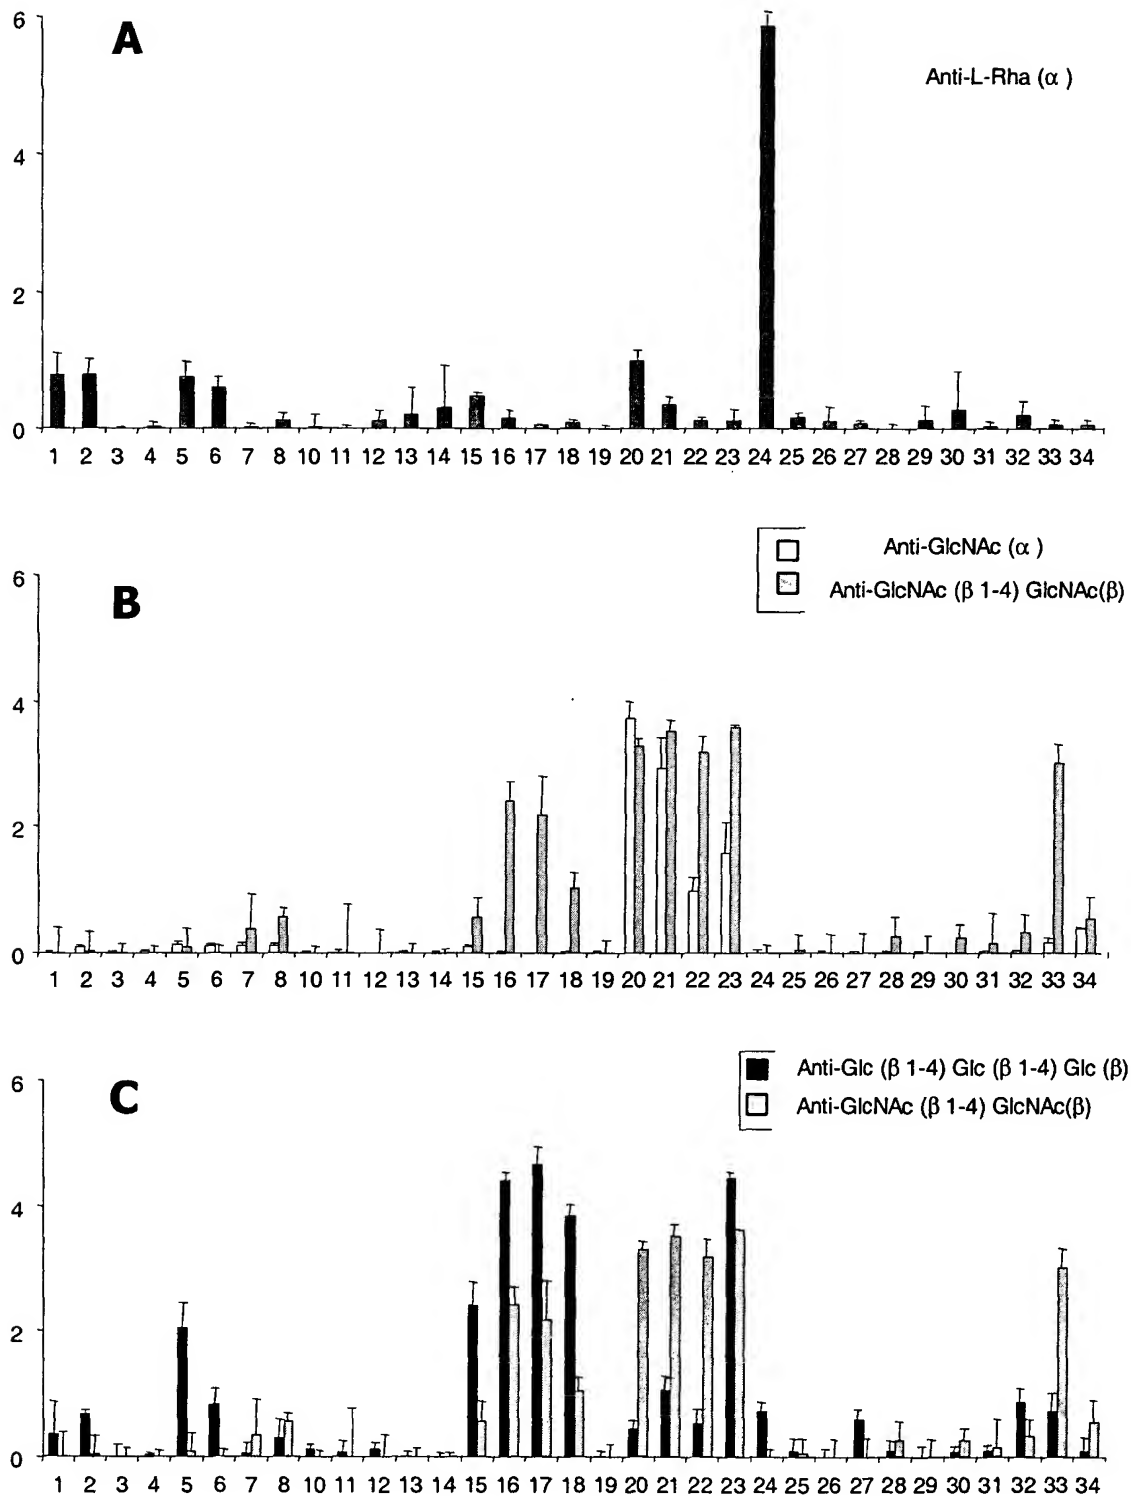 A
Anti-L-Rha (α )
6
4
2
0
1 2 3 4 5 6 7 8 10 11 12 13 14 15 16 17 18 19 20 21 22 23 24 25 26 27 28 29 30 31 32 33 34
B
Anti-GlcNAc (α )
Anti-GlcNAc (β 1-4) GlcNAc(β)
6
4
2
0
1 2 3 4 5 6 7 8 10 11 12 13 14 15 16 17 18 19 20 21 22 23 24 25 26 27 28 29 30 31 32 33 34
C
Anti-Glc (β 1-4) Glc (β 1-4) Glc (β)
Anti-GlcNAc (β 1-4) GlcNAc(β)
6
4
2
0
1 2 3 4 5 6 7 8 10 11 12 13 14 15 16 17 18 19 20 21 22 23 24 25 26 27 28 29 30 31 32 33 34